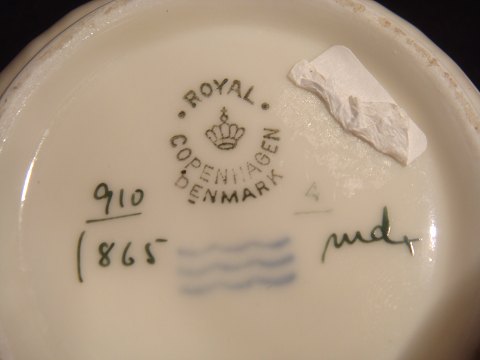 ROYAL
COPENHAGEN
DENMARK
910
1865
4